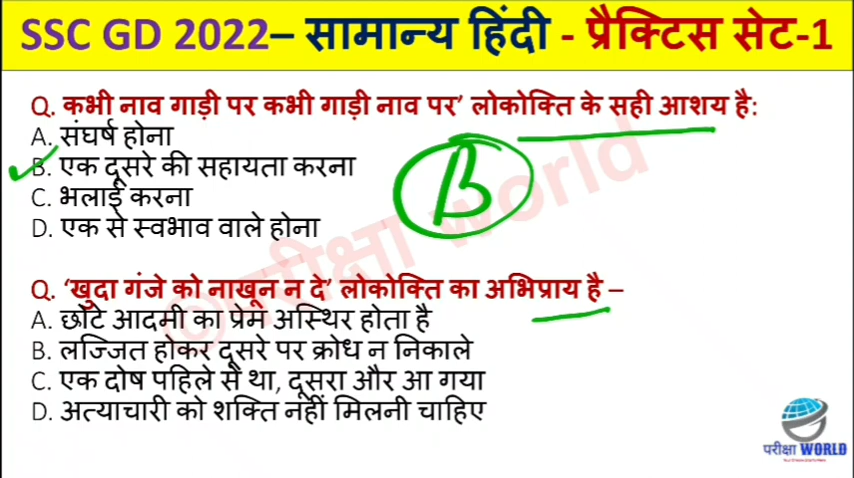 SSC GD 2022– सामान्य हिंदी - प्रैक्टिस सेट-1
Q. कभी नाव गाड़ी पर कभी गाड़ी नाव पर’ लोकोक्ति के सही आशय है:
A. संघर्ष होना
B. एक दूसरे की सहायता करना
C. भलाई करना
D. एक से स्वभाव वाले होना
B
Q. ‘खुदा गंजे को नाखून न दे’ लोकोक्ति का अभिप्राय है –
A. छोटे आदमी का प्रेम अस्थिर होता है
B. लज्जित होकर दूसरे पर क्रोध न निकाले
C. एक दोष पहिले से था, दूसरा और आ गया
D. अत्याचारी को शक्ति नहीं मिलनी चाहिए
©परीक्षा World
परीक्षा WORLD